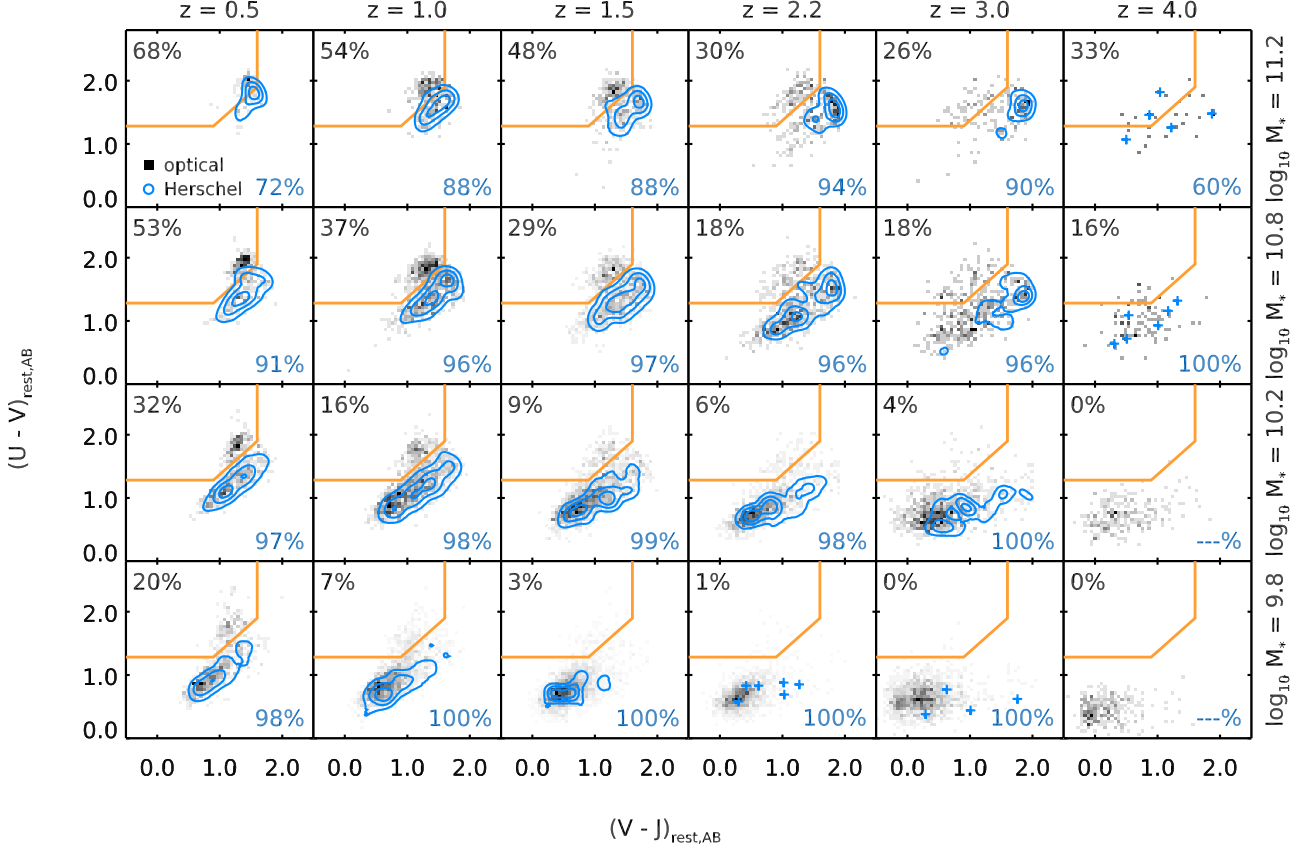 z = 0.5 z = 1.0 z = 1.5 z = 2.2 z = 3.0 z = 4.0
68% 54% 48% 30% 26% 33%
2.0
1.0
optical
Herschel
72% 88% 88% 94% 90% 60%
0.0
log10 M* = 11.2
53% 37% 29% 18% 18% 16%
2.0
1.0
91% 96% 97% 96% 96% 100%
0.0
log10 M* = 10.8
(U - V)rest,AB
32% 16% 9% 6% 4% 0%
2.0
1.0
97% 98% 99% 98% 100% ---%
0.0
log10 M* = 10.2
20% 7% 3% 1% 0% 0%
2.0
1.0
98% 100% 100% 100% 100% ---%
0.0
log10 M* = 9.8
0.0 1.0 2.0 0.0 1.0 2.0 0.0 1.0 2.0 0.0 1.0 2.0 0.0 1.0 2.0 0.0 1.0 2.0
(V - J)rest,AB